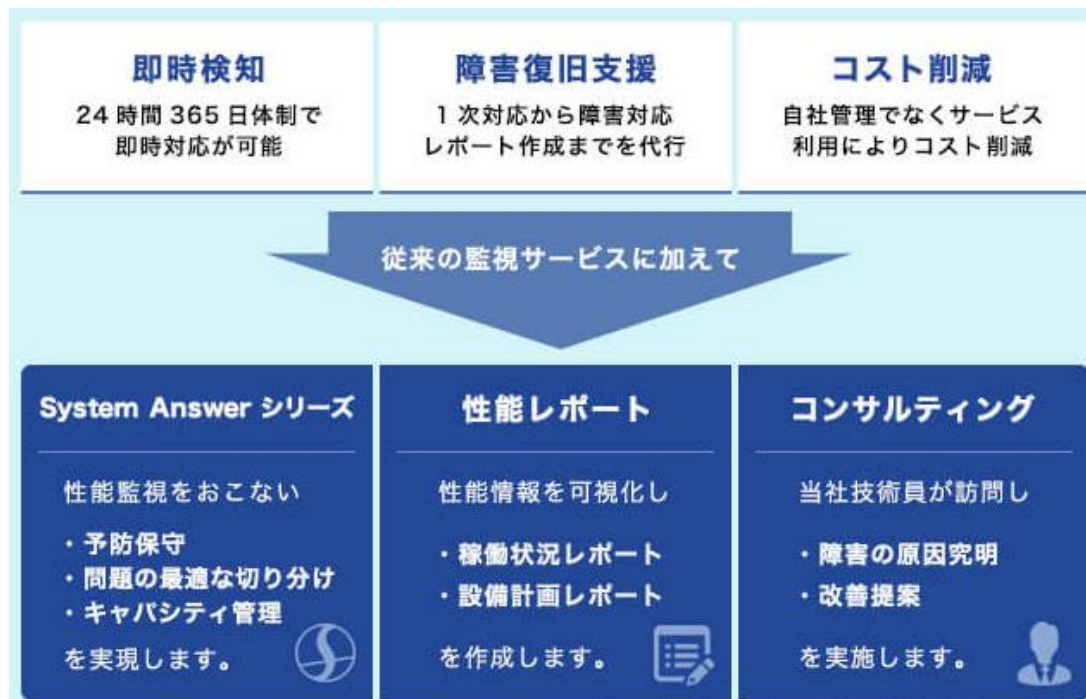 即時検知
24時間365日体制で
即時対応が可能
障害復旧支援
1次対応から障害対応
レポート作成までを代行
コスト削減
自社管理でなくサービス
利用によりコスト削減
従来の監視サービスに加えて
System Answer シリーズ
性能監視をおこない
・予防保守
・問題の最適な切り分け
・キャパシティ管理
を実現します。
性能レポート
性能情報を可視化し
・稼働状況レポート
・設備計画レポート
を作成します。
コンサルティング
当社技術員が訪問し
・障害の原因究明
・改善提案
を実施します。